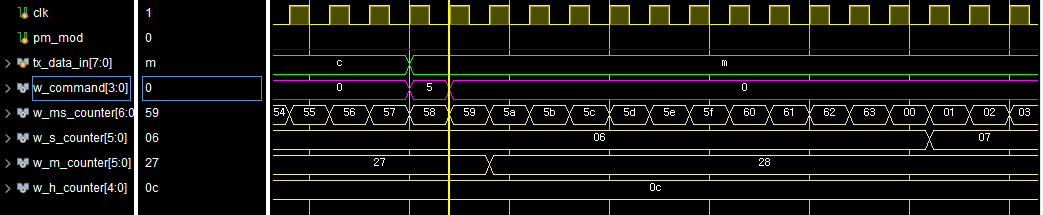 clk 1
pm_mod 0
tx_data_in[7:0] m c m
w_command[3:0] 0 0 5 0
w_ms_counter[6:0 59 54 55 56 57 58 59 5a 5b 5c 5d 5e 5f 60 61 62 63 00 01 02 03
w_s_counter[5:0] 06 06 07
w_m_counter[5:0] 27 27 28
w_h_counter[4:0] 0c 0c